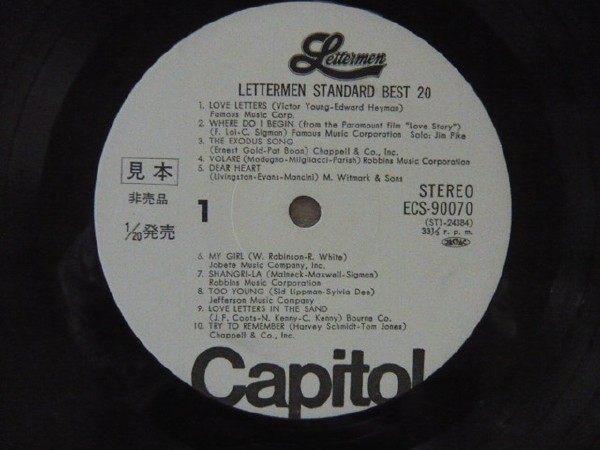 Lettermen
LETTERMEN STANDARD BEST 20
1. LOVE LETTERS (Victor Young-Edward Heyman)
Famous Music Corp.
2. WHERE DO I BEGIN (from the Paramount film "Love Story")
(F. Lai-C. Sigman) Famous Music Corporation Solo: Jim Pike
3. THE EXODUS SONG
(Ernest Gold-Pat Boon) Chappell & Co., Inc.
4. VOLARE (Modugno-Milgliacci-Parish) Robbins Music Corporation
5. DEAR HEART
(Livingston-Evans-Mancini) M. Witmark & Sons
見本
非売品
1/20発売
1
STEREO
ECS-90070
(ST1-24384)
33⅓ r. p. m.
6. MY GIRL (W. Robinson-R. White)
Jobete Music Company, Inc.
7. SHANGRI-LA (Malneck-Maxwell-Sigman)
Robbins Music Corporation
8. TOO YOUNG (Sid Lippman-Sylvia Dee)
Jefferson Music Company
9. LOVE LETTERS IN THE SAND
(J.F. Coots-N. Kenny-C. Kenny) Bourne Co.
10. TRY TO REMEMBER (Harvey Schmidt-Tom Jones)
Chappell & Co., Inc.
Capitol